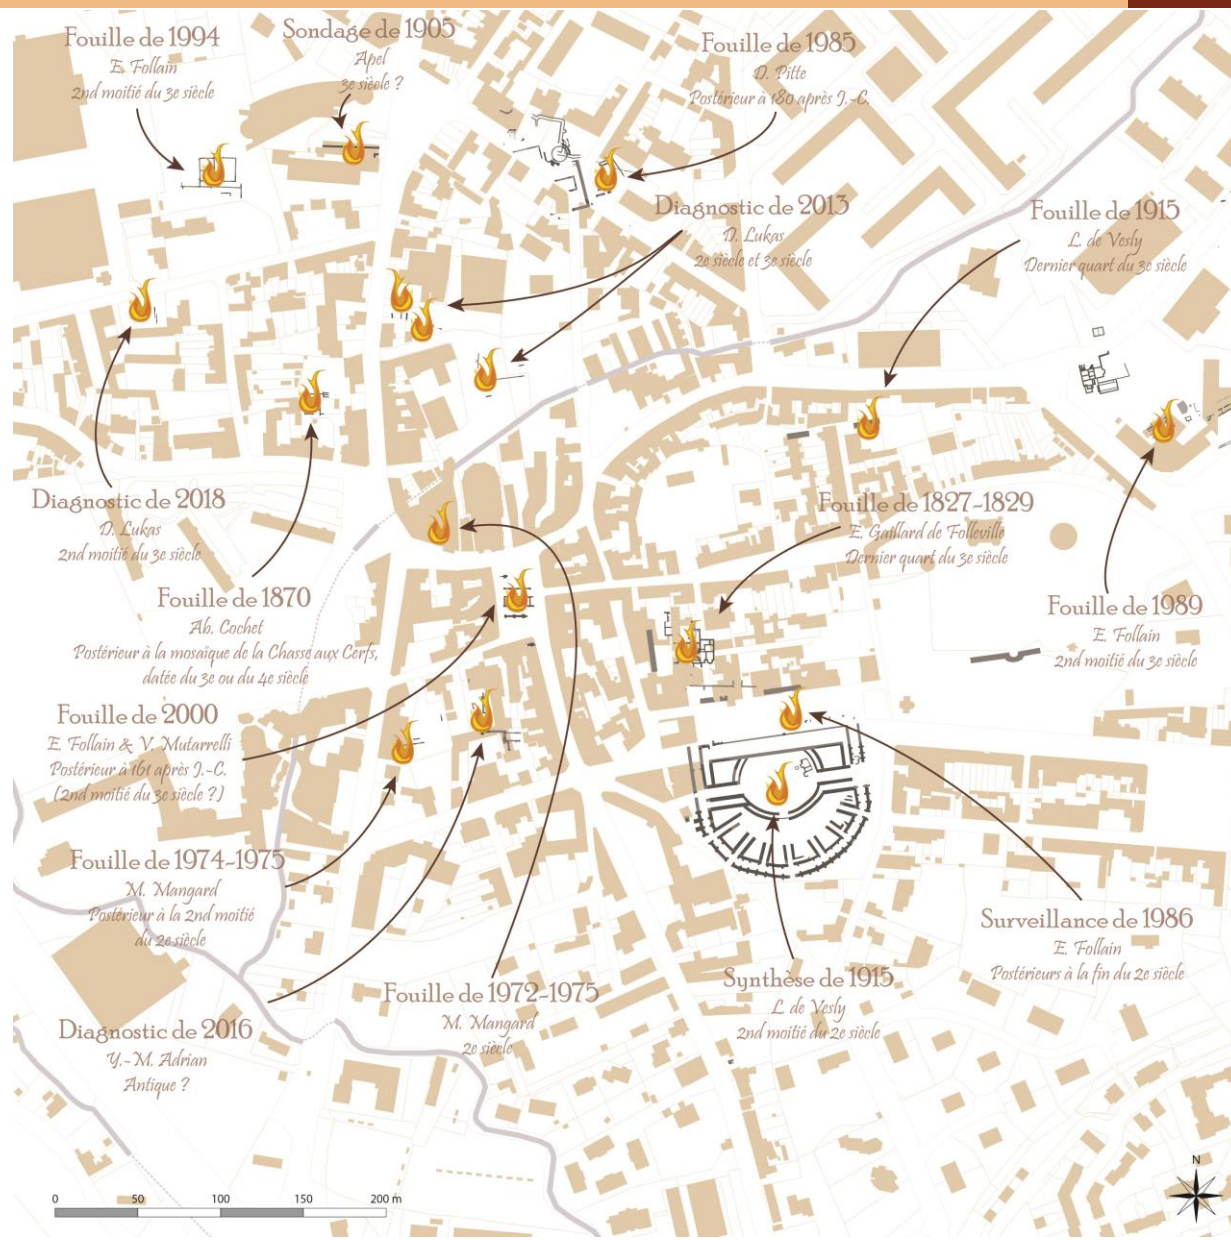 Fouille de 1994
E. Follain
2nd moitié du 3e siècle
Sondage de 1905
Apel
3e siècle ?
Fouille de 1985
D. Pitte
Postérieur à 180 après J.-C.
Diagnostic de 2013
D. Lukas
2e siècle et 3e siècle
Fouille de 1915
L. de Vesly
Dernier quart du 3e siècle
Diagnostic de 2018
D. Lukas
2nd moitié du 3e siècle
Fouille de 1827-1829
E. Gaillard de Folleville
Dernier quart du 3e siècle
Fouille de 1870
Ab. Cochet
Postérieur à la mosaïque de la Chasse aux Cerfs,
datée du 3e ou du 4e siècle
Fouille de 1989
E. Follain
2nd moitié du 3e siècle
Fouille de 2000
E. Follain & V. Mutarrelli
Postérieur à 161 après J.-C.
(2nd moitié du 3e siècle ?)
Fouille de 1974-1975
M. Mangard
Postérieur à la 2nd moitié
du 2e siècle
Surveillance de 1986
E. Follain
Postérieurs à la fin du 2e siècle
Synthèse de 1915
L. de Vesly
2nd moitié du 2e siècle
Fouille de 1972-1975
M. Mangard
2e siècle
Diagnostic de 2016
Y.-M. Adrian
Antique ?
0 50 100 150 200 m
N